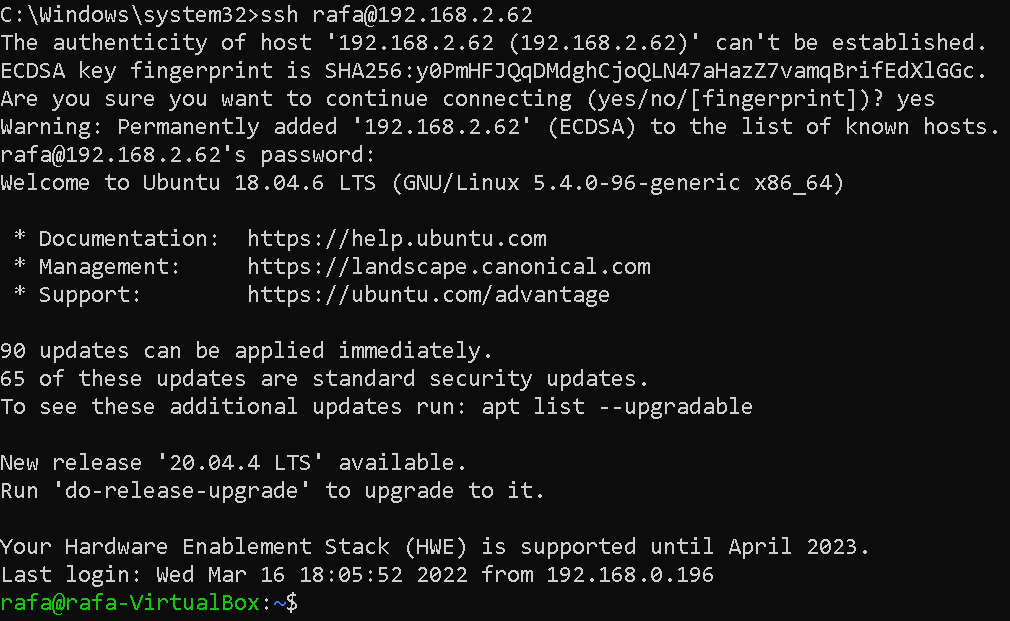 C:\Windows\system32>ssh rafa@192.168.2.62
The authenticity of host '192.168.2.62 (192.168.2.62)' can't be established.
ECDSA key fingerprint is SHA256:y0PmHFJQqDMdghCjoQLN47aHazZ7vamqBrifEdXlGGc.
Are you sure you want to continue connecting (yes/no/[fingerprint])? yes
Warning: Permanently added '192.168.2.62' (ECDSA) to the list of known hosts.
rafa@192.168.2.62's password:
Welcome to Ubuntu 18.04.6 LTS (GNU/Linux 5.4.0-96-generic x86_64)

 * Documentation:  https://help.ubuntu.com
 * Management:     https://landscape.canonical.com
 * Support:        https://ubuntu.com/advantage

90 updates can be applied immediately.
65 of these updates are standard security updates.
To see these additional updates run: apt list --upgradable

New release '20.04.4 LTS' available.
Run 'do-release-upgrade' to upgrade to it.

Your Hardware Enablement Stack (HWE) is supported until April 2023.
Last login: Wed Mar 16 18:05:52 2022 from 192.168.0.196
rafa@rafa-VirtualBox:~$